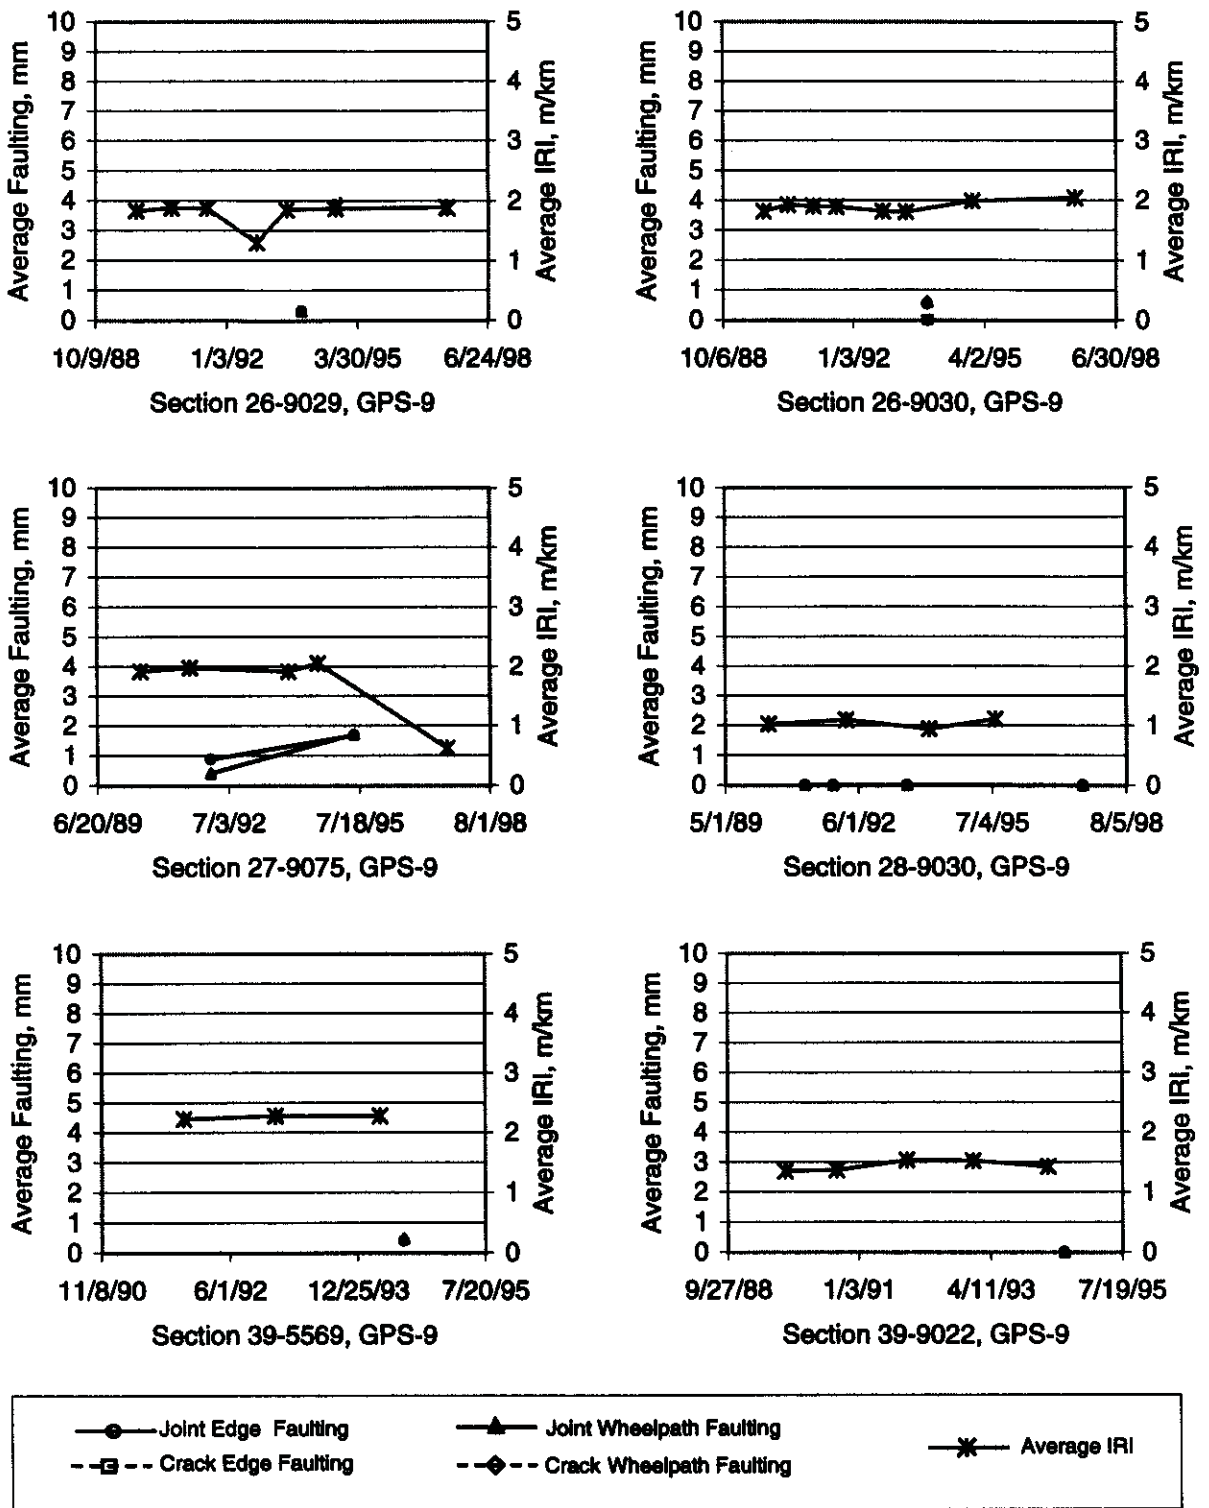 10 5 10 5
9 9
8 4 8 4
7 7
6 3 6 3
5 5
4 2 4 2
3 3
2 1 2 1
1 1
0 0 0 0
Average Faulting, mm Average IRI, m/km Average Faulting, mm Average IRI, m/km
10/9/88 1/3/92 3/30/95 6/24/98 10/6/88 1/3/92 4/2/95 6/30/98
Section 26-9029, GPS-9 Section 26-9030, GPS-9
10 5 10 5
9 9
8 4 8 4
7 7
6 3 6 3
5 5
4 2 4 2
3 3
2 1 2 1
1 1
0 0 0 0
Average Faulting, mm Average IRI, m/km Average Faulting, mm Average IRI, m/km
6/20/89 7/3/92 7/18/95 8/1/98 5/1/89 6/1/92 7/4/95 8/5/98
Section 27-9075, GPS-9 Section 28-9030, GPS-9
10 5 10 5
9 9
8 4 8 4
7 7
6 3 6 3
5 5
4 2 4 2
3 3
2 1 2 1
1 1
0 0 0 0
Average Faulting, mm Average IRI, m/km Average Faulting, mm Average IRI, m/km
11/8/90 6/1/92 12/25/93 7/20/95 9/27/88 1/3/91 4/11/93 7/19/95
Section 39-5569, GPS-9 Section 39-9022, GPS-9
Joint Edge Faulting Joint Wheelpath Faulting
Average IRI
Crack Edge Faulting Crack Wheelpath Faulting